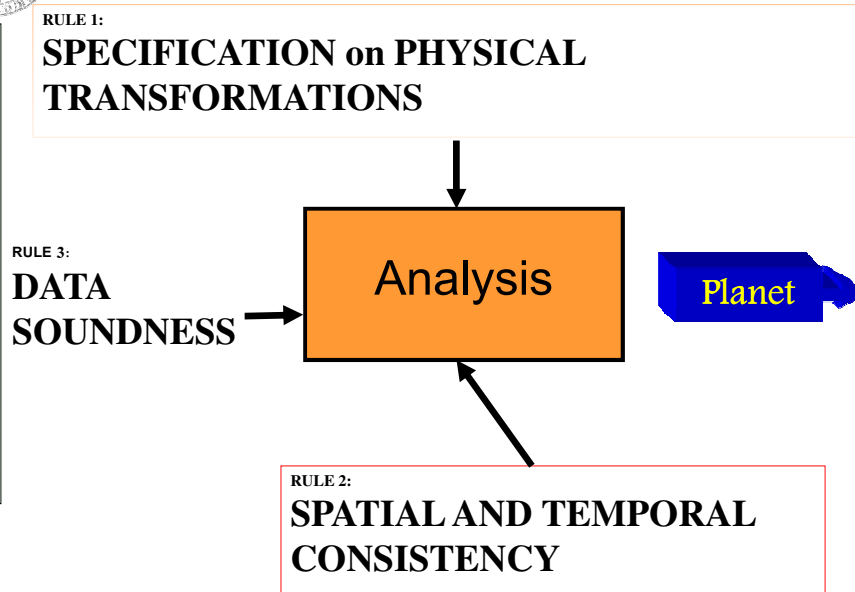 RULE 1:
SPECIFICATION on PHYSICAL
TRANSFORMATIONS
Analysis
Planet
RULE 3:
DATA
SOUNDNESS
RULE 2:
SPATIAL AND TEMPORAL
CONSISTENCY